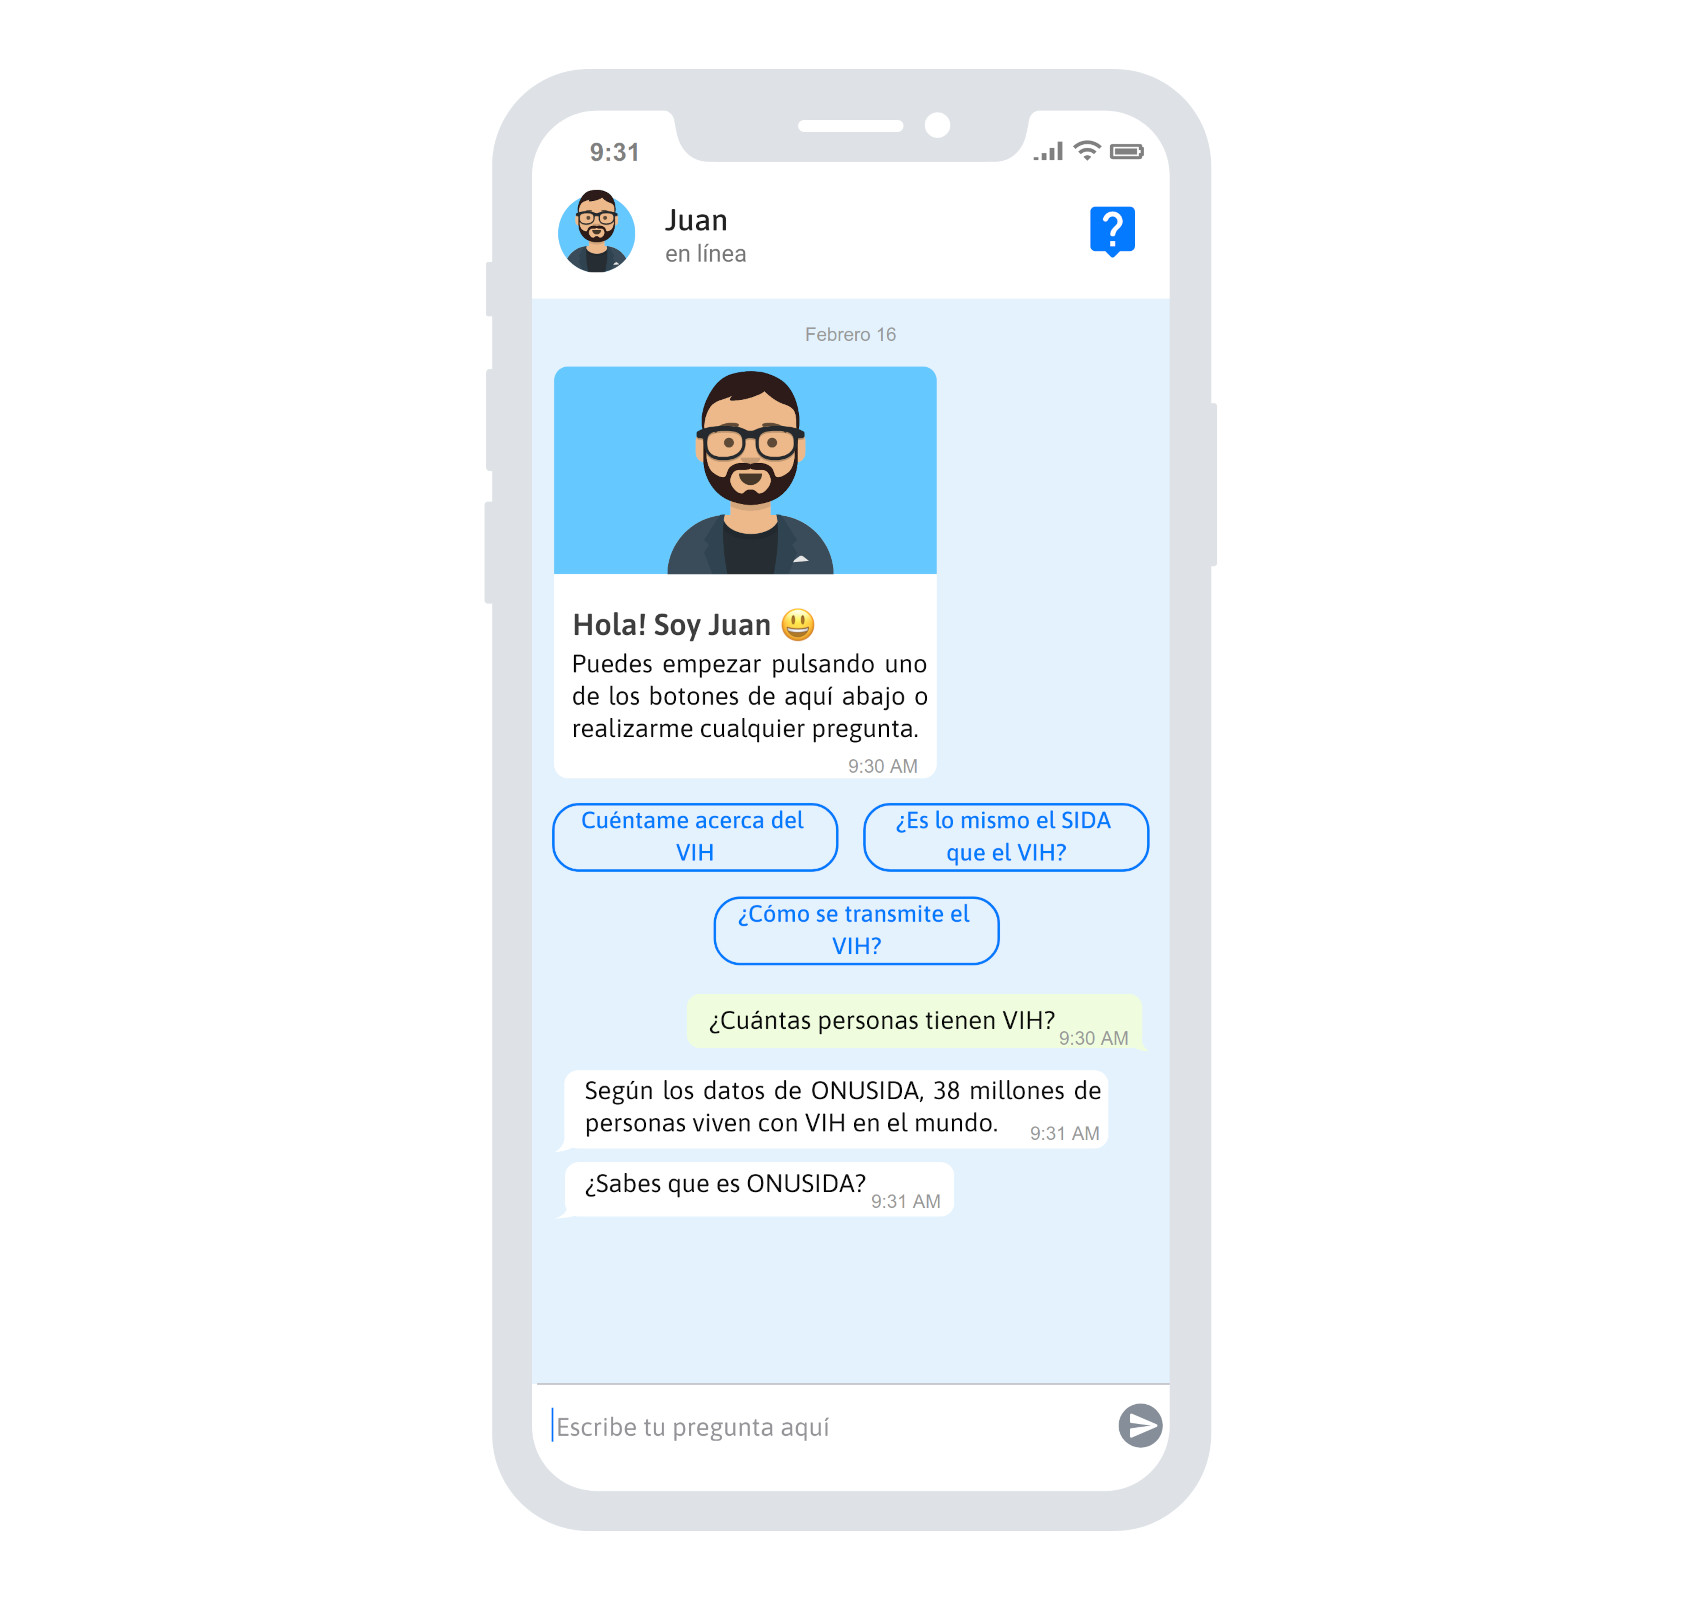 9:31
Juan
en línea
Febrero 16
Hola! Soy Juan 😃
Puedes empezar pulsando uno
de los botones de aquí abajo o
realizarme cualquier pregunta.
9:30 AM
Cuéntame acerca del
VIH
¿Es lo mismo el SIDA
que el VIH?
¿Cómo se transmite el
VIH?
¿Cuántas personas tienen VIH?
9:30 AM
Según los datos de ONUSIDA, 38 millones de
personas viven con VIH en el mundo.
9:31 AM
¿Sabes que es ONUSIDA?
9:31 AM
Escribe tu pregunta aquí